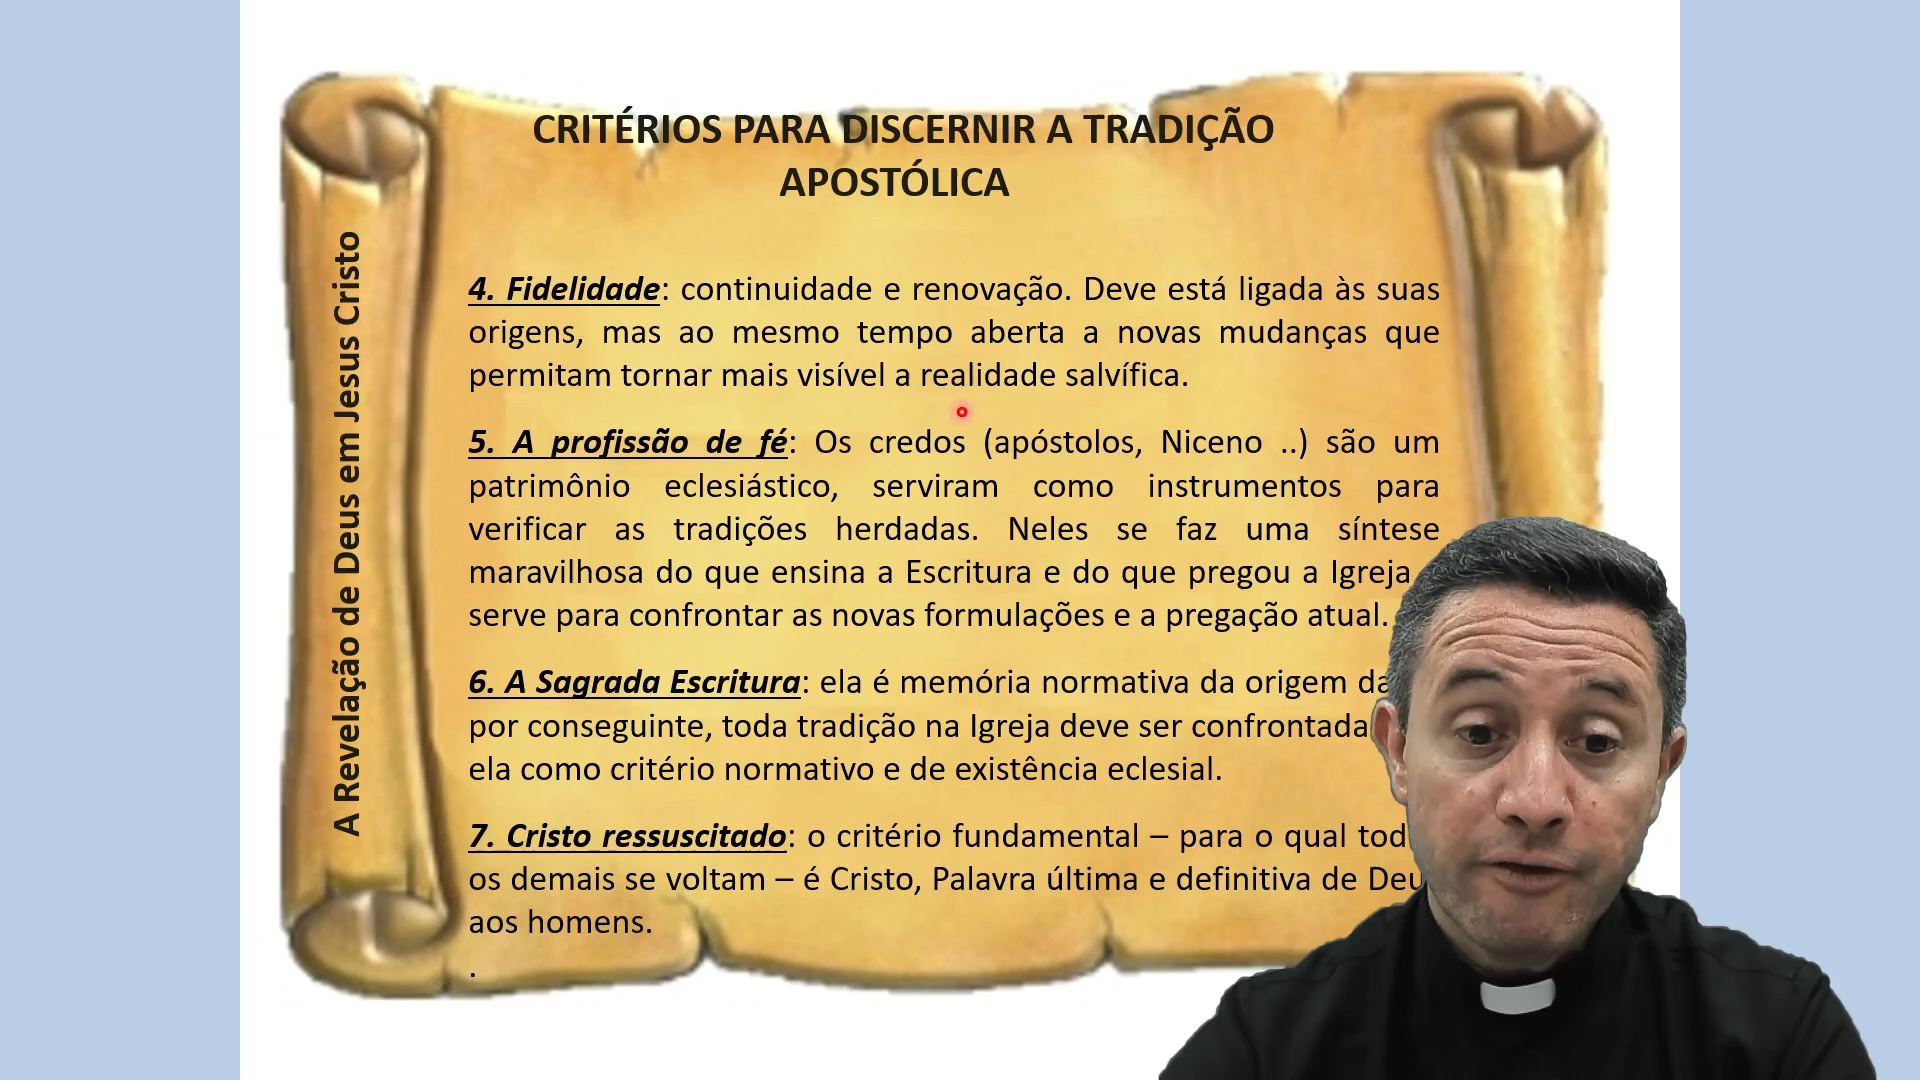 CRITÉRIOS PARA DISCERNIR A TRADIÇÃO
APOSTÓLICA
A Revelação de Deus em Jesus Cristo
4. Fidelidade: continuidade e renovação. Deve está ligada às suas
origens, mas ao mesmo tempo aberta a novas mudanças que
permitam tornar mais visível a realidade salvífica.
5. A profissão de fé: Os credos (apóstolos, Niceno ..) são um
patrimônio eclesiástico, serviram como instrumentos para
verificar as tradições herdadas. Neles se faz uma síntese
maravilhosa do que ensina a Escritura e do que pregou a Igreja
serve para confrontar as novas formulações e a pregação atual.
6. A Sagrada Escritura: ela é memória normativa da origem
por conseguinte, toda tradição na Igreja deve ser confrontada
ela como critério normativo e de existência eclesial.
7. Cristo ressuscitado: o critério fundamental – para o qual
os demais se voltam – é Cristo, Palavra última e definitiva de
aos homens.
.